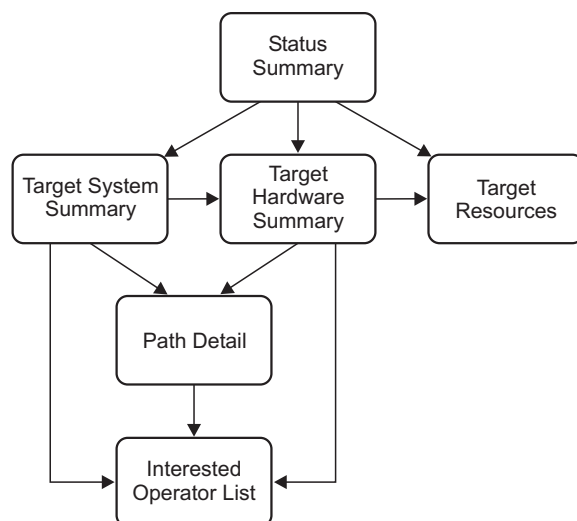 Status
Summary
Target System
Summary
Target
Hardware
Summary
Target
Resources
Path Detail
Interested
Operator List